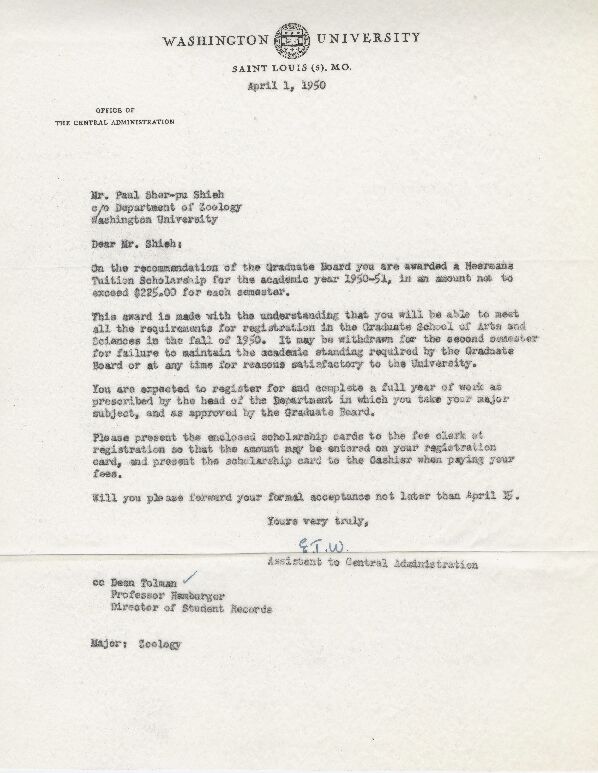 WASHINGTON UNIVERSITY
SAINT LOUIS (5), MO.
April 1, 1950
OFFICE OF
THE CENTRAL ADMINISTRATION
Mr. Paul Sher-pu Shieh
c/o Department of Zoology
Washington University
Dear Mr. Shieh:
On the recommendation of the Graduate Board you are awarded a Heermans
Tuition Scholarship for the academic year 1950-51, in an amount not to
exceed $225.00 for each semester.
This award is made with the understanding that you will be able to meet
all the requirements for registration in the Graduate School of Arts and
Sciences in the fall of 1950. It may be withdrawn for the second semester
for failure to maintain the academic standing required by the Graduate
Board or at any time for reasons satisfactory to the University.
You are expected to register for and complete a full year of work as
prescribed by the head of the Department in which you take your major
subject, and as approved by the Graduate Board.
Please present the enclosed scholarship cards to the fee clerk at
registration so that the amount may be entered on your registration
card, and present the scholarship card to the Cashier when paying your
fees.
Will you please forward your formal acceptance not later than April 15.
Yours very truly,
E.T.W.
Assistant to Central Administration
cc Dean Tolman
Professor Hamburger
Director of Student Records
Major: Zoology